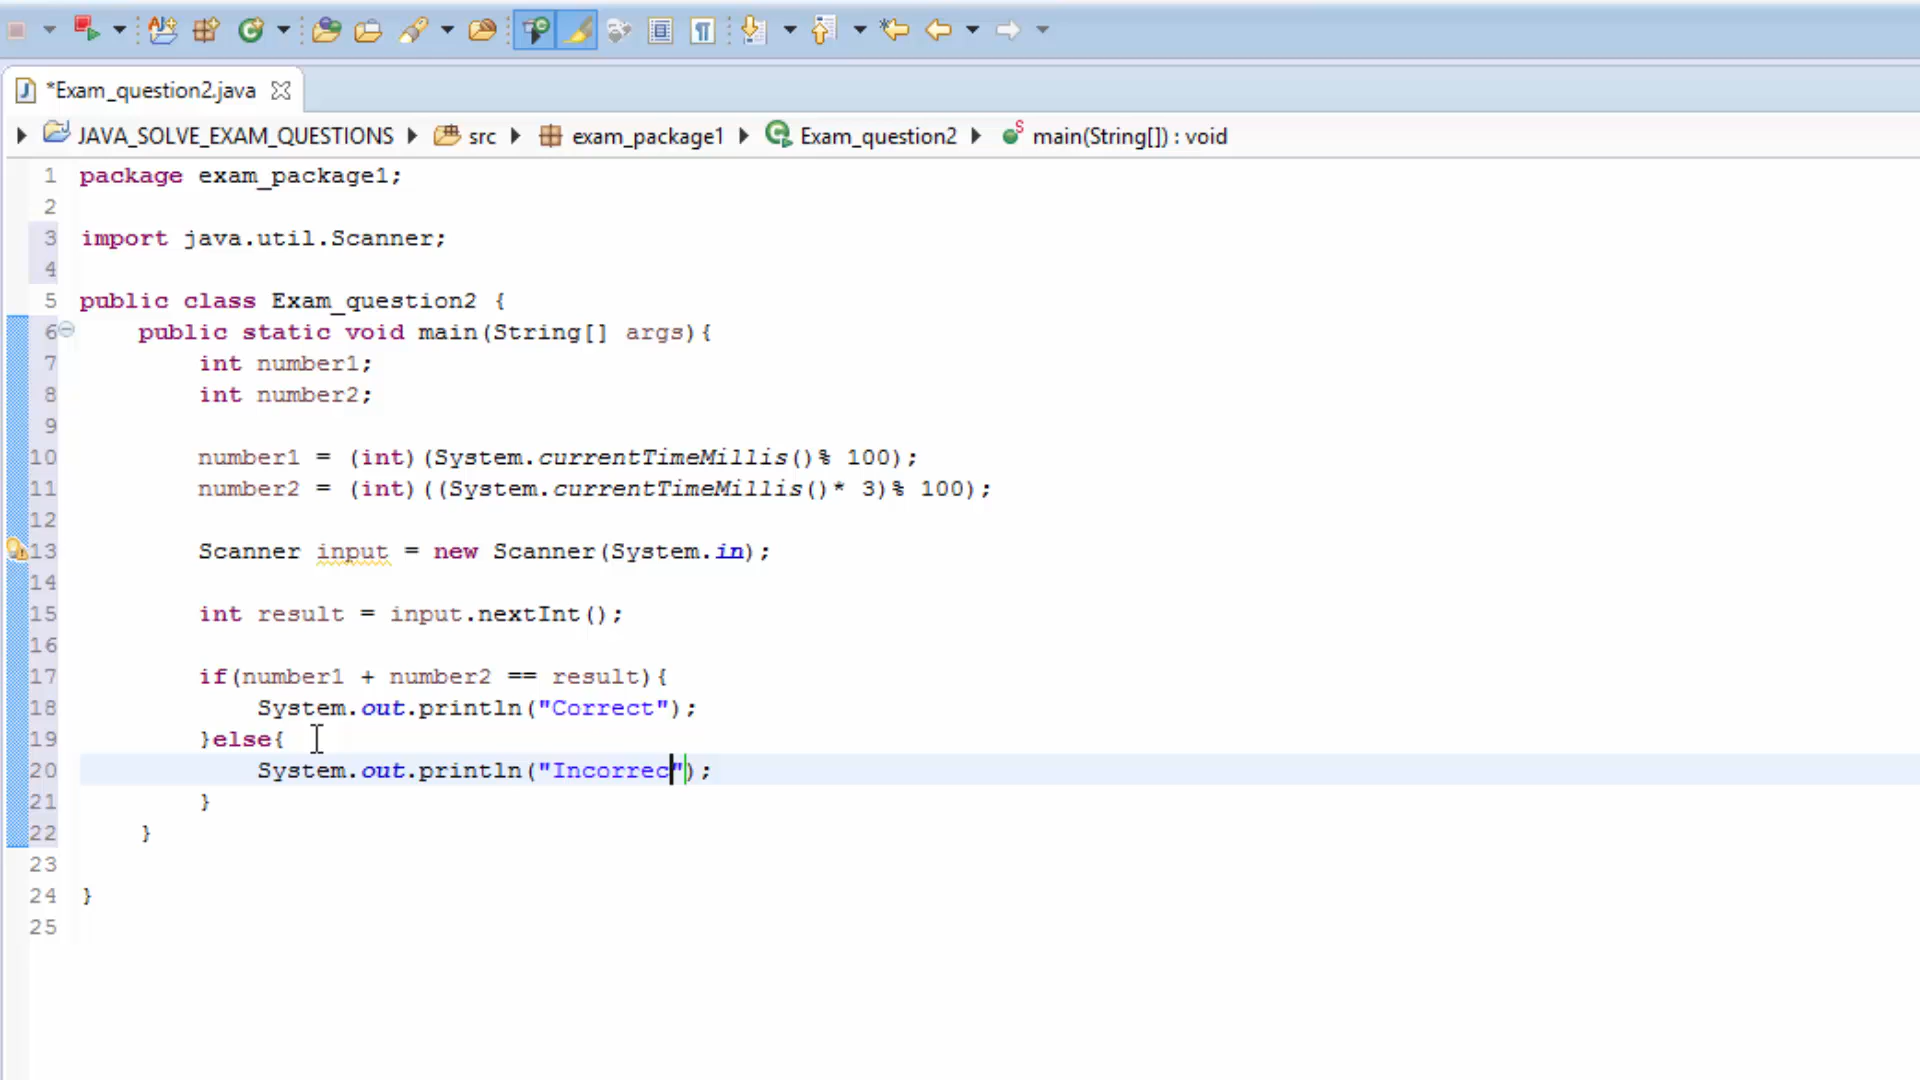 *Exam_question2.java
JAVA_SOLVE_EXAM_QUESTIONS src exam_package1 Exam_question2 main(String[]) : void
1 package exam_package1;
2
3 import java.util.Scanner;
4
5 public class Exam_question2 {
6 public static void main(String[] args){
7 int number1;
8 int number2;
9
10 number1 = (int)(System.currentTimeMillis()% 100);
11 number2 = (int)((System.currentTimeMillis()* 3)% 100);
12
13 Scanner input = new Scanner(System.in);
14
15 int result = input.nextInt();
16
17 if(number1 + number2 == result){
18 System.out.println("Correct");
19 }else{
20 System.out.println("Incorrec");
21 }
22 }
23
24 }
25